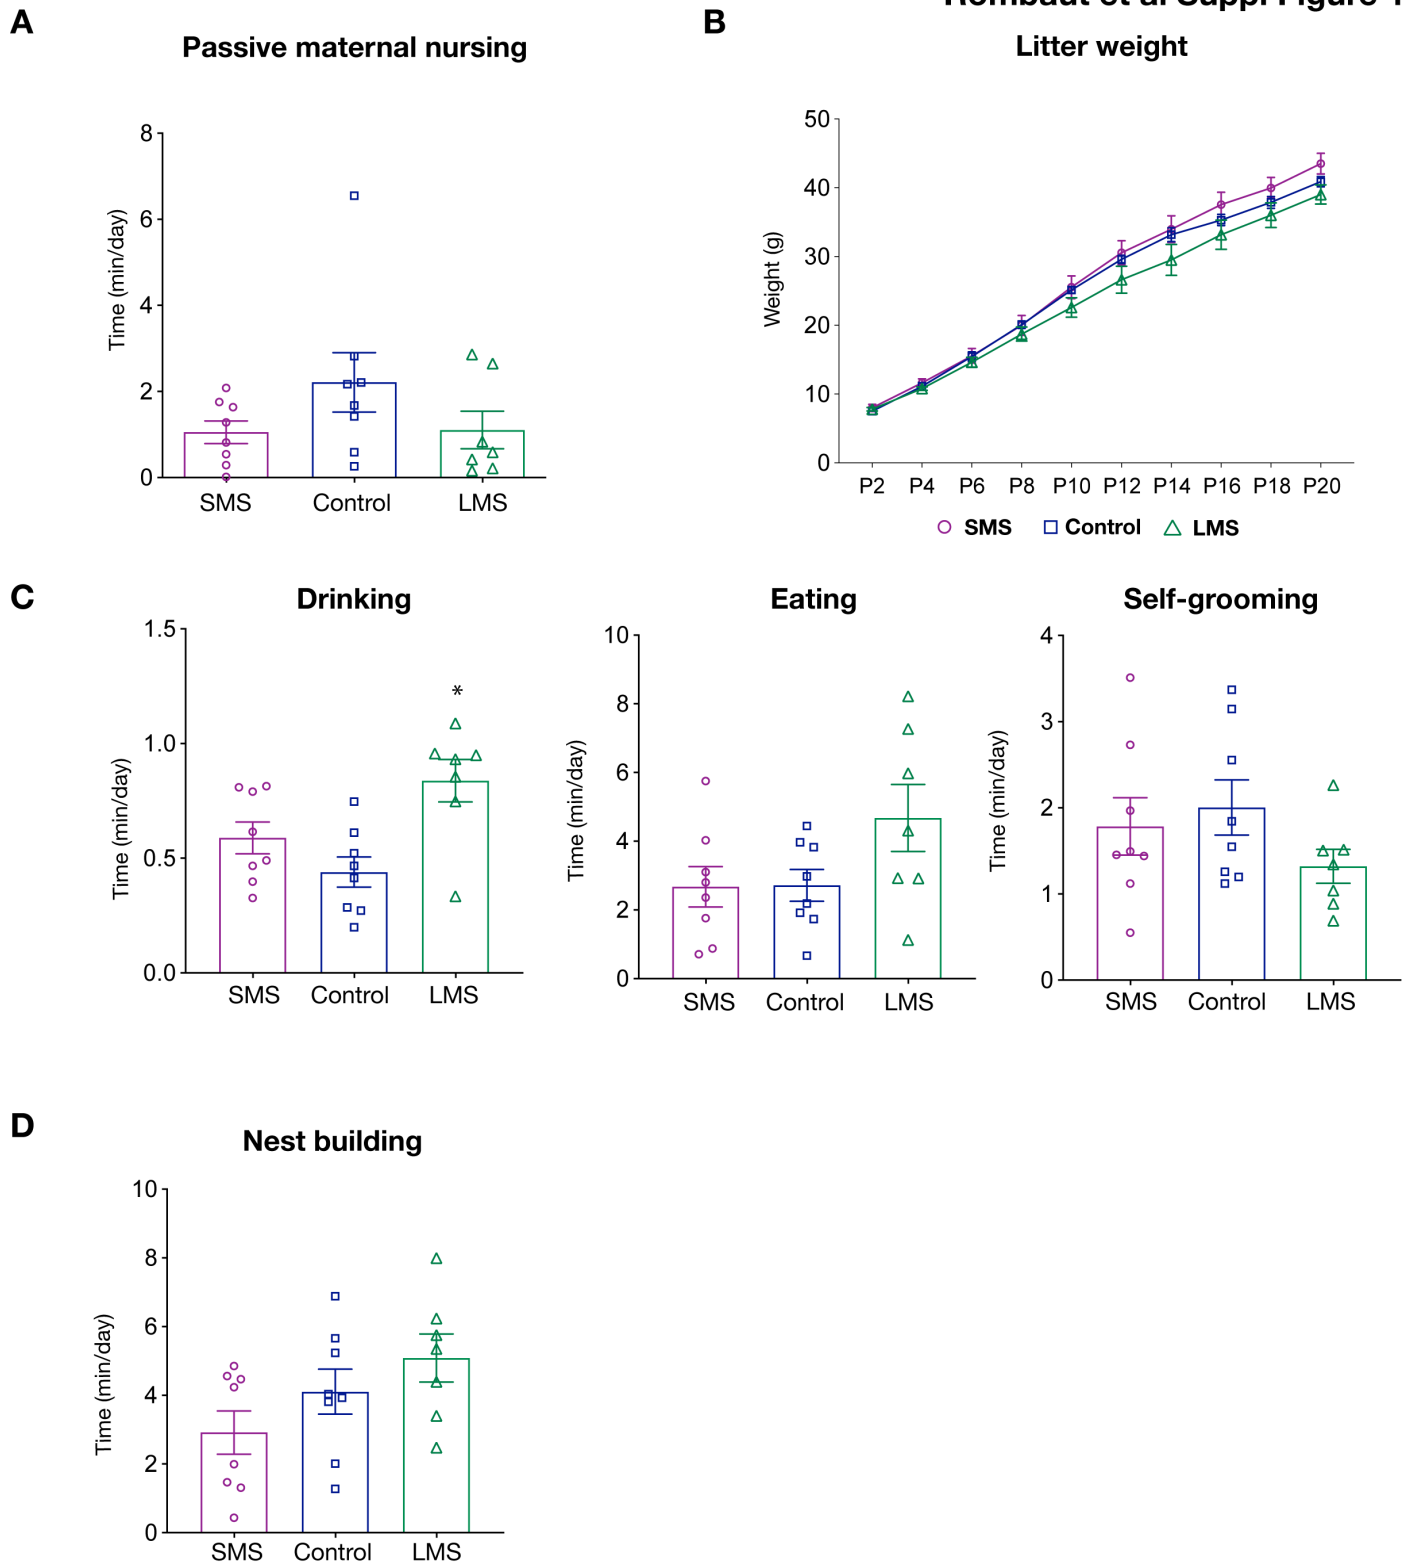 A
B
Passive maternal nursing
Litter weight
8
6
4
2
0
Time (min/day)
SMS Control LMS
50
40
30
20
10
0
Weight (g)
P2 P4 P6 P8 P10 P12 P14 P16 P18 P20
SMS Control LMS
C
Drinking
Eating
Self-grooming
1.5
1.0
0.5
0.0
Time (min/day)
*
SMS Control LMS
10
8
6
4
2
0
Time (min/day)
SMS Control LMS
4
3
2
1
0
Time (min/day)
SMS Control LMS
D
Nest building
10
8
6
4
2
0
Time (min/day)
SMS Control LMS